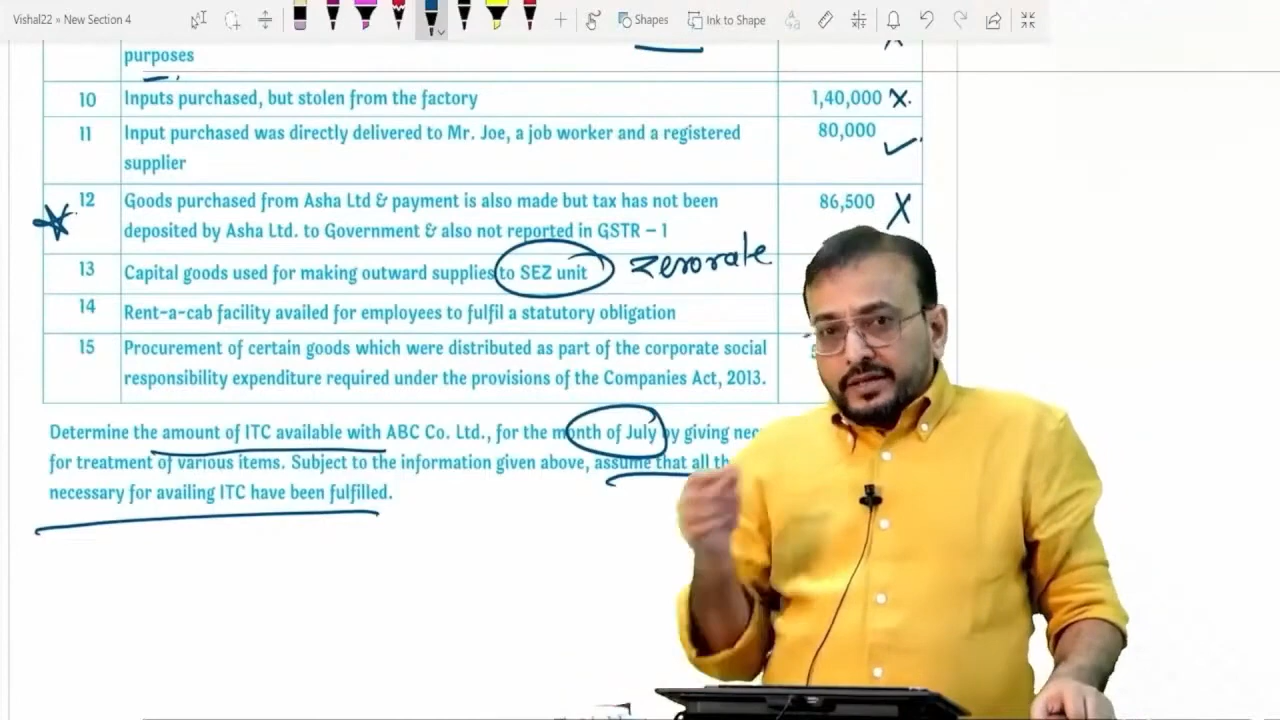 Vishal22 » New Section 4
Shapes
Ink to Shape
purposes
10 Inputs purchased, but stolen from the factory 1,40,000 x.
11 Input purchased was directly delivered to Mr. Joe, a job worker and a registered 80,000
supplier
12 Goods purchased from Asha Ltd & payment is also made but tax has not been 86,500 X
deposited by Asha Ltd. to Government & also not reported in GSTR – 1
13 Capital goods used for making outward supplies to SEZ unit zero rate
14 Rent-a-cab facility availed for employees to fulfil a statutory obligation
15 Procurement of certain goods which were distributed as part of the corporate social
responsibility expenditure required under the provisions of the Companies Act, 2013.
Determine the amount of ITC available with ABC Co. Ltd., for the month of July by giving
for treatment of various items. Subject to the information given above, assume that all
necessary for availing ITC have been fulfilled.